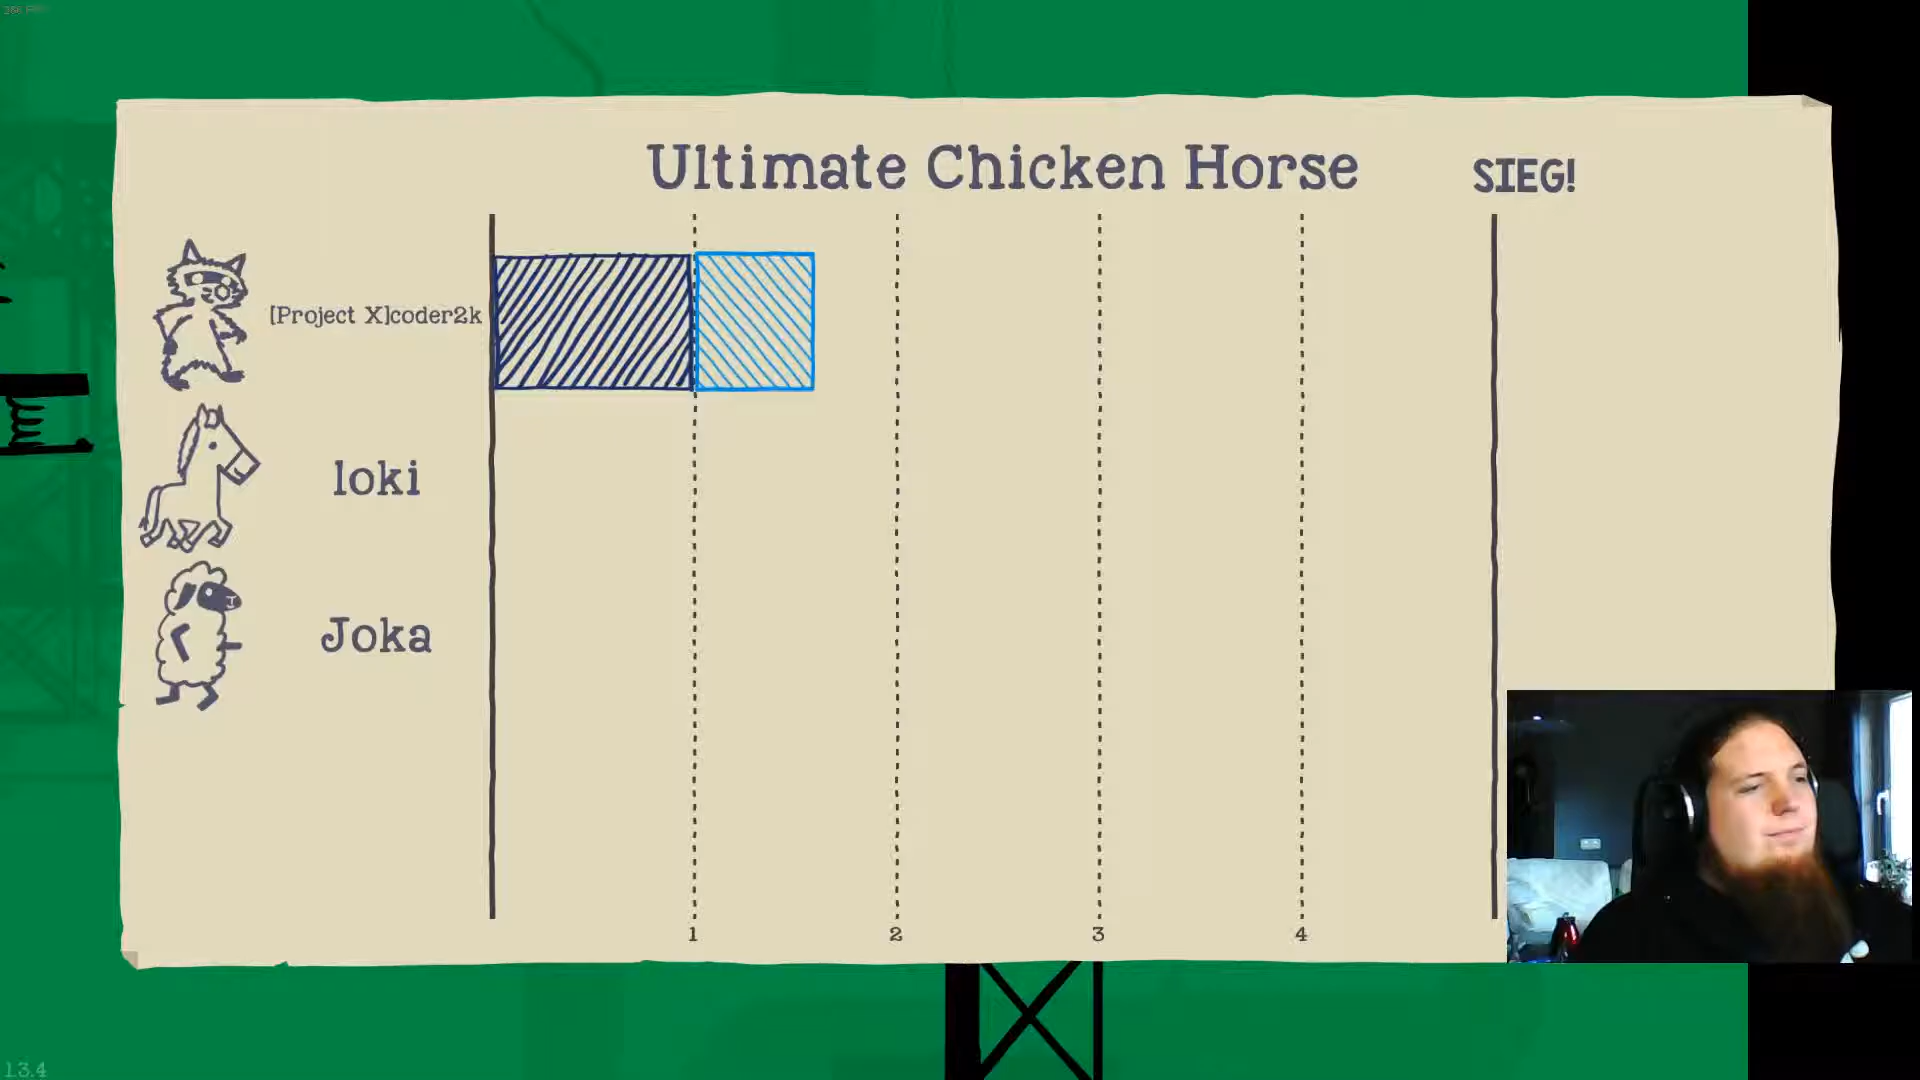 Ultimate Chicken Horse
SIEG!
[Project X]coder2k
loki
Joka
1
2
3
4
1.3.4